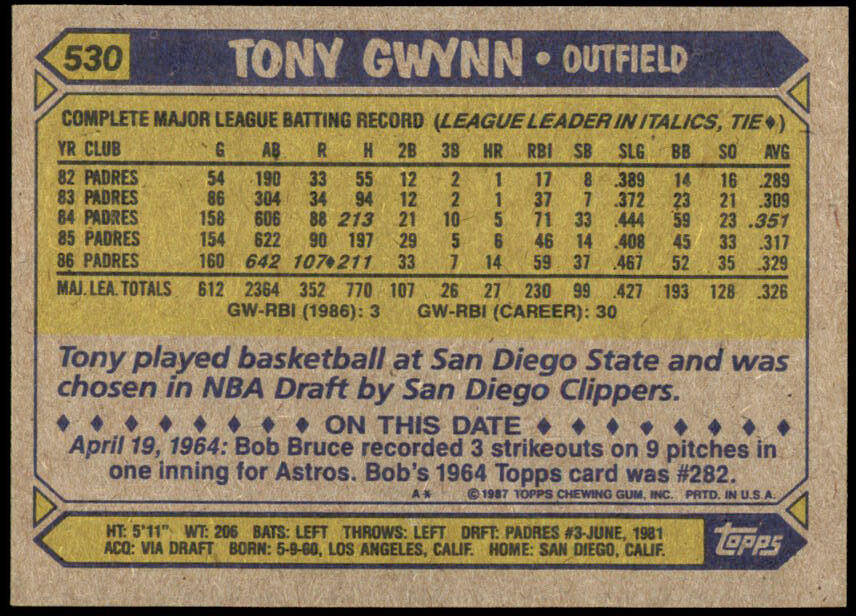 530 TONY GWYNN • OUTFIELD
COMPLETE MAJOR LEAGUE BATTING RECORD (LEAGUE LEADER IN ITALICS, TIE♦)
YR CLUB G AB R H 2B 3B HR RBI SB SLG BB SO AVG
82 PADRES 54 190 33 55 12 2 1 17 8 .389 14 16 .289
83 PADRES 86 304 34 94 12 2 1 37 7 .372 23 21 .309
84 PADRES 158 606 88 213 21 10 5 71 33 .444 59 23 .351
85 PADRES 154 622 90 197 29 5 6 46 14 .408 45 33 .317
86 PADRES 160 642 107♦211 33 7 14 59 37 .467 52 35 .329
MAJ. LEA. TOTALS 612 2364 352 770 107 26 27 230 99 .427 193 128 .326
GW-RBI (1986): 3 GW-RBI (CAREER): 30
Tony played basketball at San Diego State and was
chosen in NBA Draft by San Diego Clippers.
♦ ♦ ♦ ♦ ♦ ♦ ♦ ♦ ♦ ON THIS DATE ♦ ♦ ♦ ♦ ♦ ♦ ♦ ♦
April 19, 1964: Bob Bruce recorded 3 strikeouts on 9 pitches in
one inning for Astros. Bob's 1964 Topps card was #282.
A* ©1987 TOPPS CHEWING GUM, INC. PRTD. IN U.S.A.
HT: 5'11" WT: 206 BATS: LEFT THROWS: LEFT DRFT: PADRES #3-JUNE, 1981
ACQ: VIA DRAFT BORN: 5-9-60, LOS ANGELES, CALIF. HOME: SAN DIEGO, CALIF.
topps